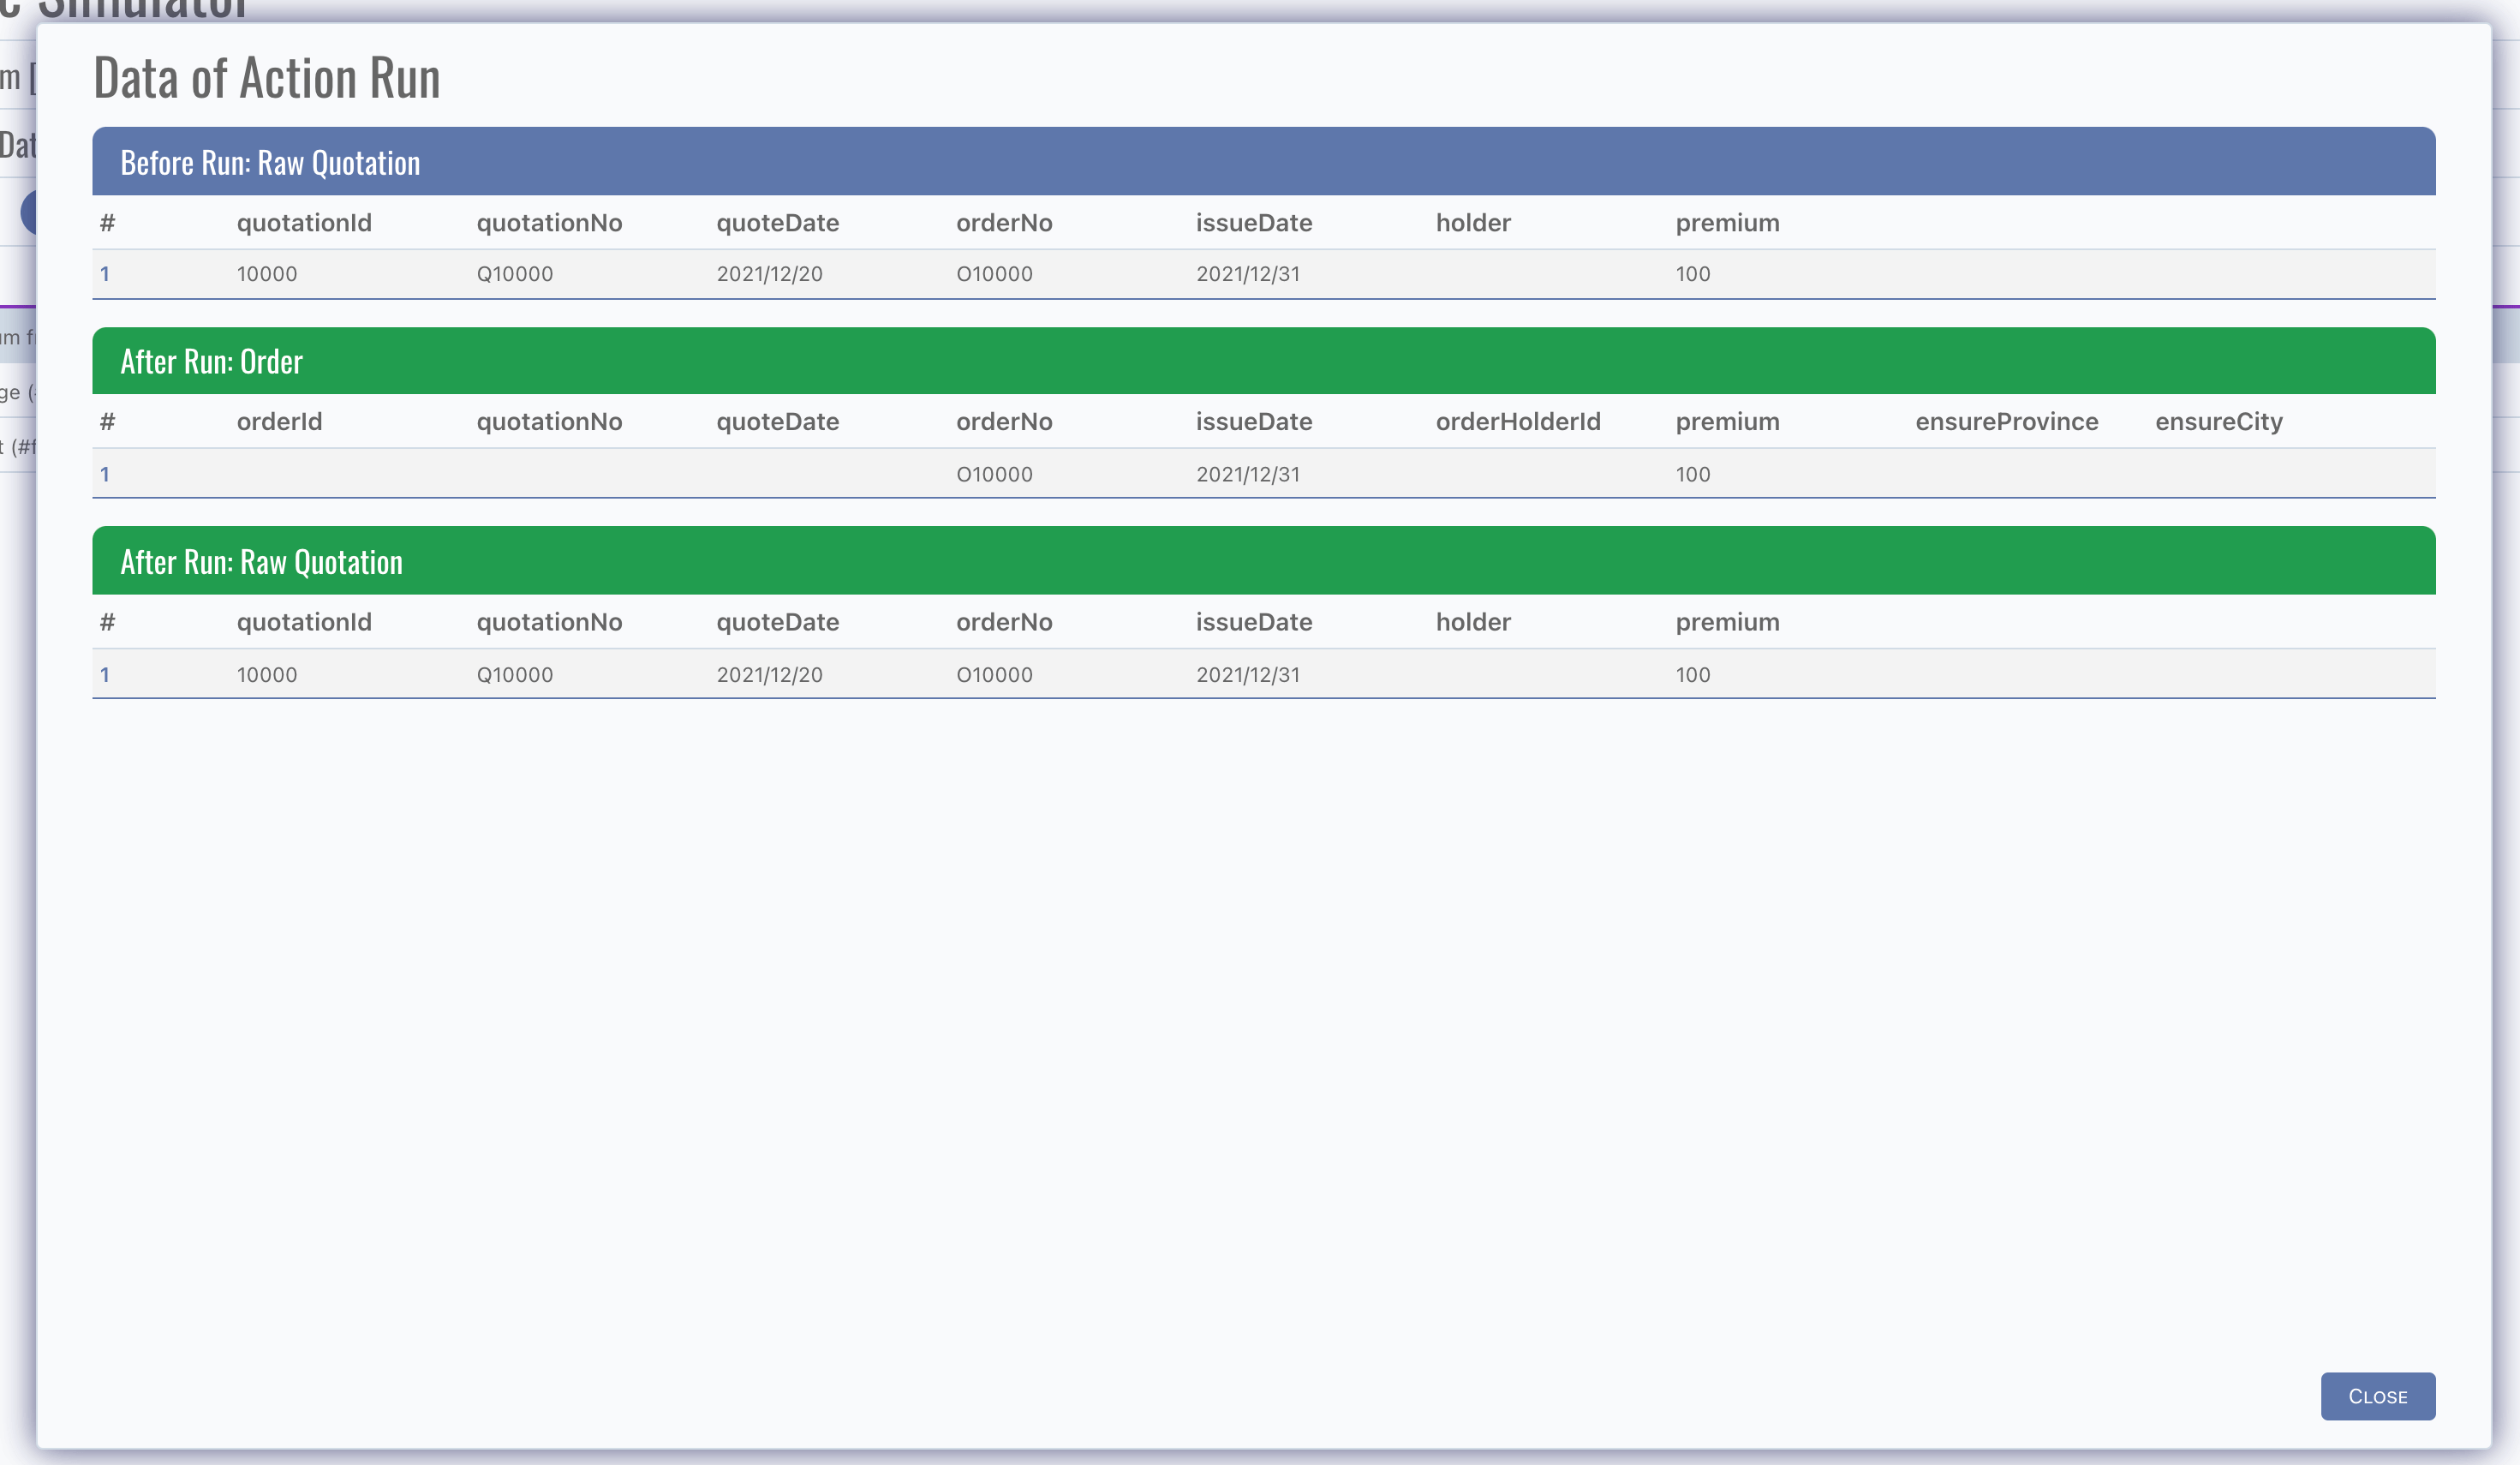 Simulator
m [
Dat
Data of Action Run
Before Run: Raw Quotation
# quotationId quotationNo quoteDate orderNo issueDate holder premium
1 10000 Q10000 2021/12/20 O10000 2021/12/31 100
After Run: Order
# orderId quotationNo quoteDate orderNo issueDate orderHolderId premium ensureProvince ensureCity
1 O10000 2021/12/31 100
After Run: Raw Quotation
# quotationId quotationNo quoteDate orderNo issueDate holder premium
1 10000 Q10000 2021/12/20 O10000 2021/12/31 100
CLOSE